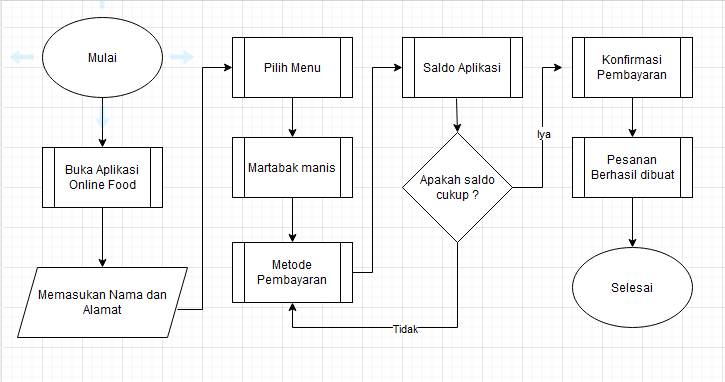 Mulai
Buka Aplikasi
Online Food
Memasukan Nama dan
Alamat
Pilih Menu
Martabak manis
Metode
Pembayaran
Saldo Aplikasi
Apakah saldo
cukup ?
Tidak
Iya
Konfirmasi
Pembayaran
Pesanan
Berhasil dibuat
Selesai